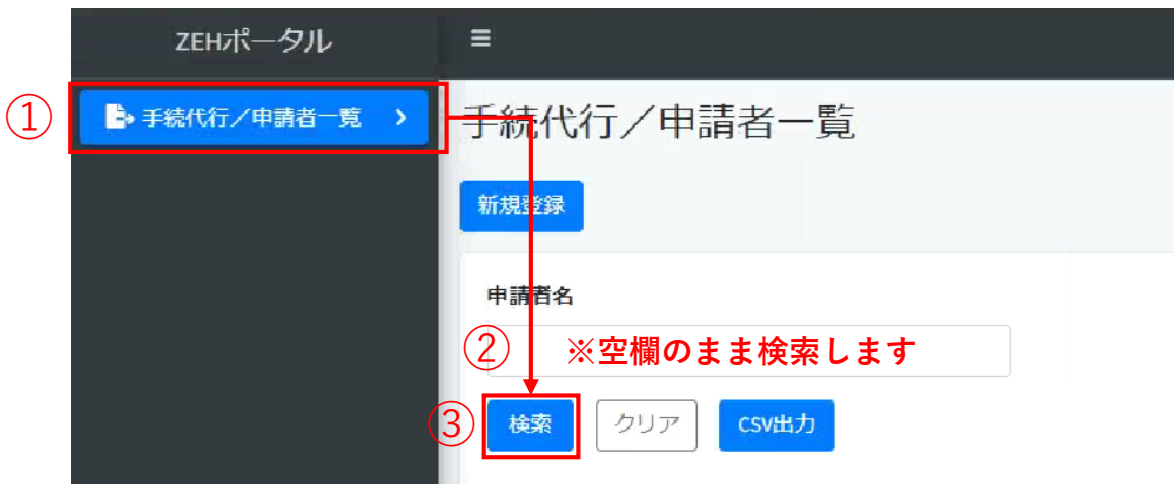 ZEHポータル
① 手続代行／申請者一覧
手続代行／申請者一覧
新規登録
申請者名
② ※空欄のまま検索します
③ 検索 クリア CSV出力